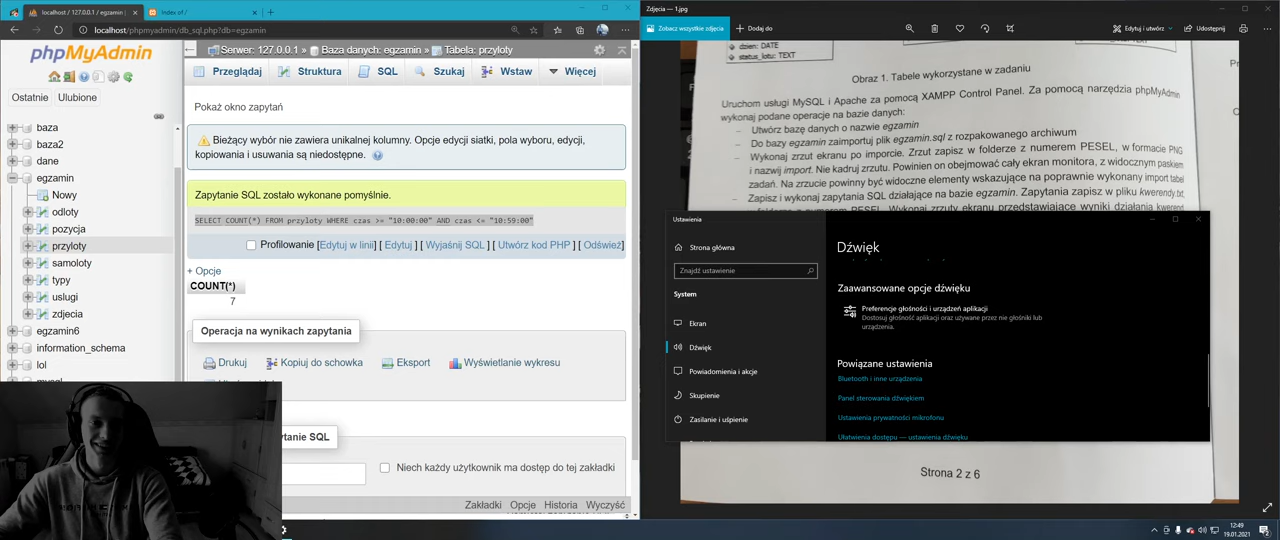 localhost / 127.0.0.1 / egzamin
Index of /
localhost/phpmyadmin/db_sql.php?db=egzamin
phpMyAdmin
Ostatnie
Ulubione
baza
baza2
dane
egzamin
Nowy
odloty
pozycja
przyloty
samoloty
typy
uslugi
zdjecia
egzamin6
information_schema
lol
Serwer: 127.0.0.1 » Baza danych: egzamin » Tabela: przyloty
Przeglądaj
Struktura
SQL
Szukaj
Wstaw
Więcej
Pokaż okno zapytań
Bieżący wybór nie zawiera unikalnej kolumny. Opcje edycji siatki, pola wyboru, edycji,
kopiowania i usuwania są niedostępne.
Zapytanie SQL zostało wykonane pomyślnie.
SELECT COUNT(*) FROM przyloty WHERE czas >= "10:00:00" AND czas <= "10:59:00"
Profilowanie [Edytuj w linii] [ Edytuj ] [ Wyjaśnij SQL ] [ Utwórz kod PHP ] [ Odśwież]
+ Opcje
COUNT(*)
7
Operacja na wynikach zapytania
Drukuj
Kopiuj do schowka
Eksport
Wyświetlanie wykresu
ytanie SQL
Niech każdy użytkownik ma dostęp do tej zakładki
Zakładki
Opcje
Historia
Wyczyść
Zdjęcia — 1.jpg
Zobacz wszystkie zdjęcia
Dodaj do
Edytuj i utwórz
Udostępnij
dzien: DATE
status_lotu: TEXT
Obraz 1. Tabele wykorzystane w zadaniu
Uruchom usługi MySQL i Apache za pomocą XAMPP Control Panel. Za pomocą narzędzia phpMyAdmin
wykonaj podane operacje na bazie danych:
– Utwórz bazę danych o nazwie egzamin
– Do bazy egzamin zaimportuj plik egzamin.sql z rozpakowanego archiwum
– Wykonaj zrzut ekranu po imporcie. Zrzut zapisz w folderze z numerem PESEL, w formacie PNG
i nazwij import. Nie kadruj zrzutu. Powinien on obejmować cały ekran monitora, z widocznym paskiem
zadań. Na zrzucie powinny być widoczne elementy wskazujące na poprawnie wykonany import tabel
– Zapisz i wykonaj zapytania SQL działające na bazie egzamin. Zapytania zapisz w pliku kwerendy.txt,
Ustawienia
Strona główna
Znajdź ustawienie
System
Ekran
Dźwięk
Powiadomienia i akcje
Skupienie
Zasilanie i uśpienie
Dźwięk
Zaawansowane opcje dźwięku
Preferencje głośności i urządzeń aplikacji
Dostosuj głośność aplikacji oraz używane przez nie głośniki lub
urządzenia.
Powiązane ustawienia
Bluetooth i inne urządzenia
Panel sterowania dźwiękiem
Ustawienia prywatności mikrofonu
Ułatwienia dostępu — ustawienia dźwięku
Strona 2 z 6
12:49
19.01.2021